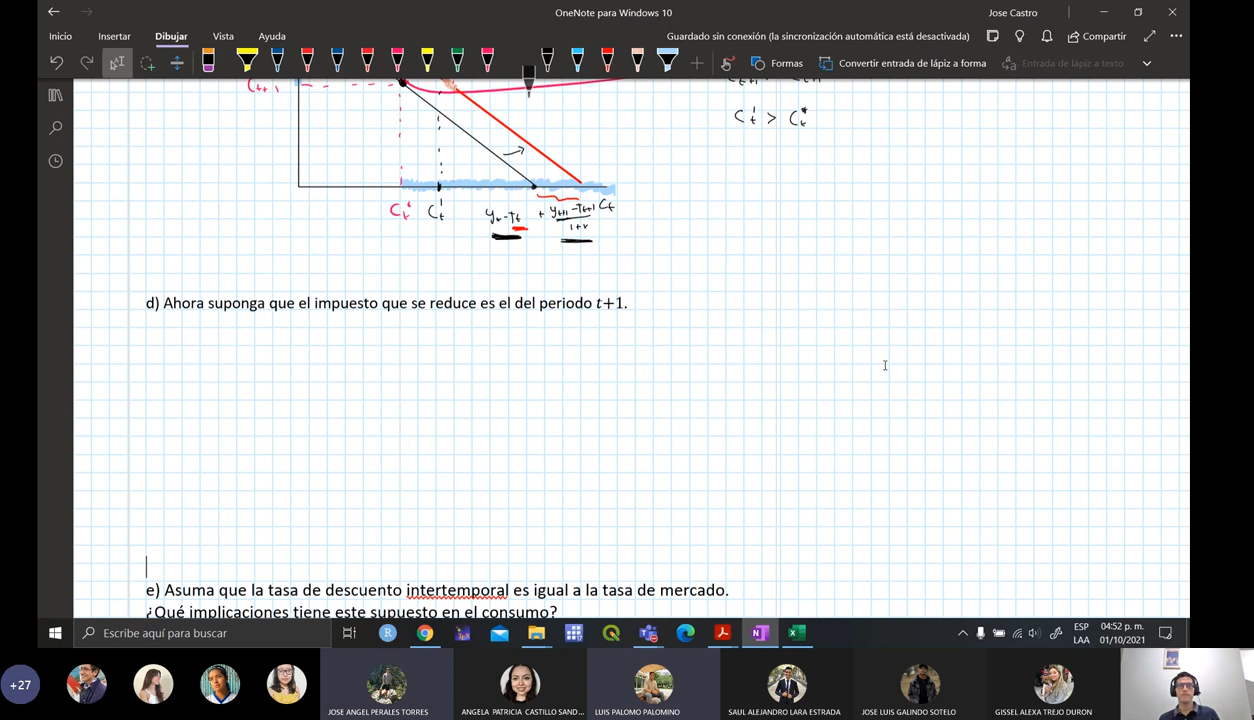 OneNote para Windows 10
Jose Castro
Inicio
Insertar
Dibujar
Vista
Ayuda
Guardado sin conexión (la sincronización automática está desactivada)
Compartir
Formas
Convertir entrada de lápiz a forma
Entrada de lápiz a texto
C't > C*t
C*t
C't
yt - Tt + yt+1 - Tt+1
1+r
Ct
d) Ahora suponga que el impuesto que se reduce es el del periodo t+1.
e) Asuma que la tasa de descuento intertemporal es igual a la tasa de mercado.
¿Qué implicaciones tiene este supuesto en el consumo?
Escribe aquí para buscar
ESP
LAA
04:52 p. m.
01/10/2021
+27
JOSE ANGEL PERALES TORRES
ANGELA PATRICIA CASTILLO SAND...
LUIS PALOMO PALOMINO
SAUL ALEJANDRO LARA ESTRADA
JOSE LUIS GALINDO SOTELO
GISSEL ALEXA TREJO DURON